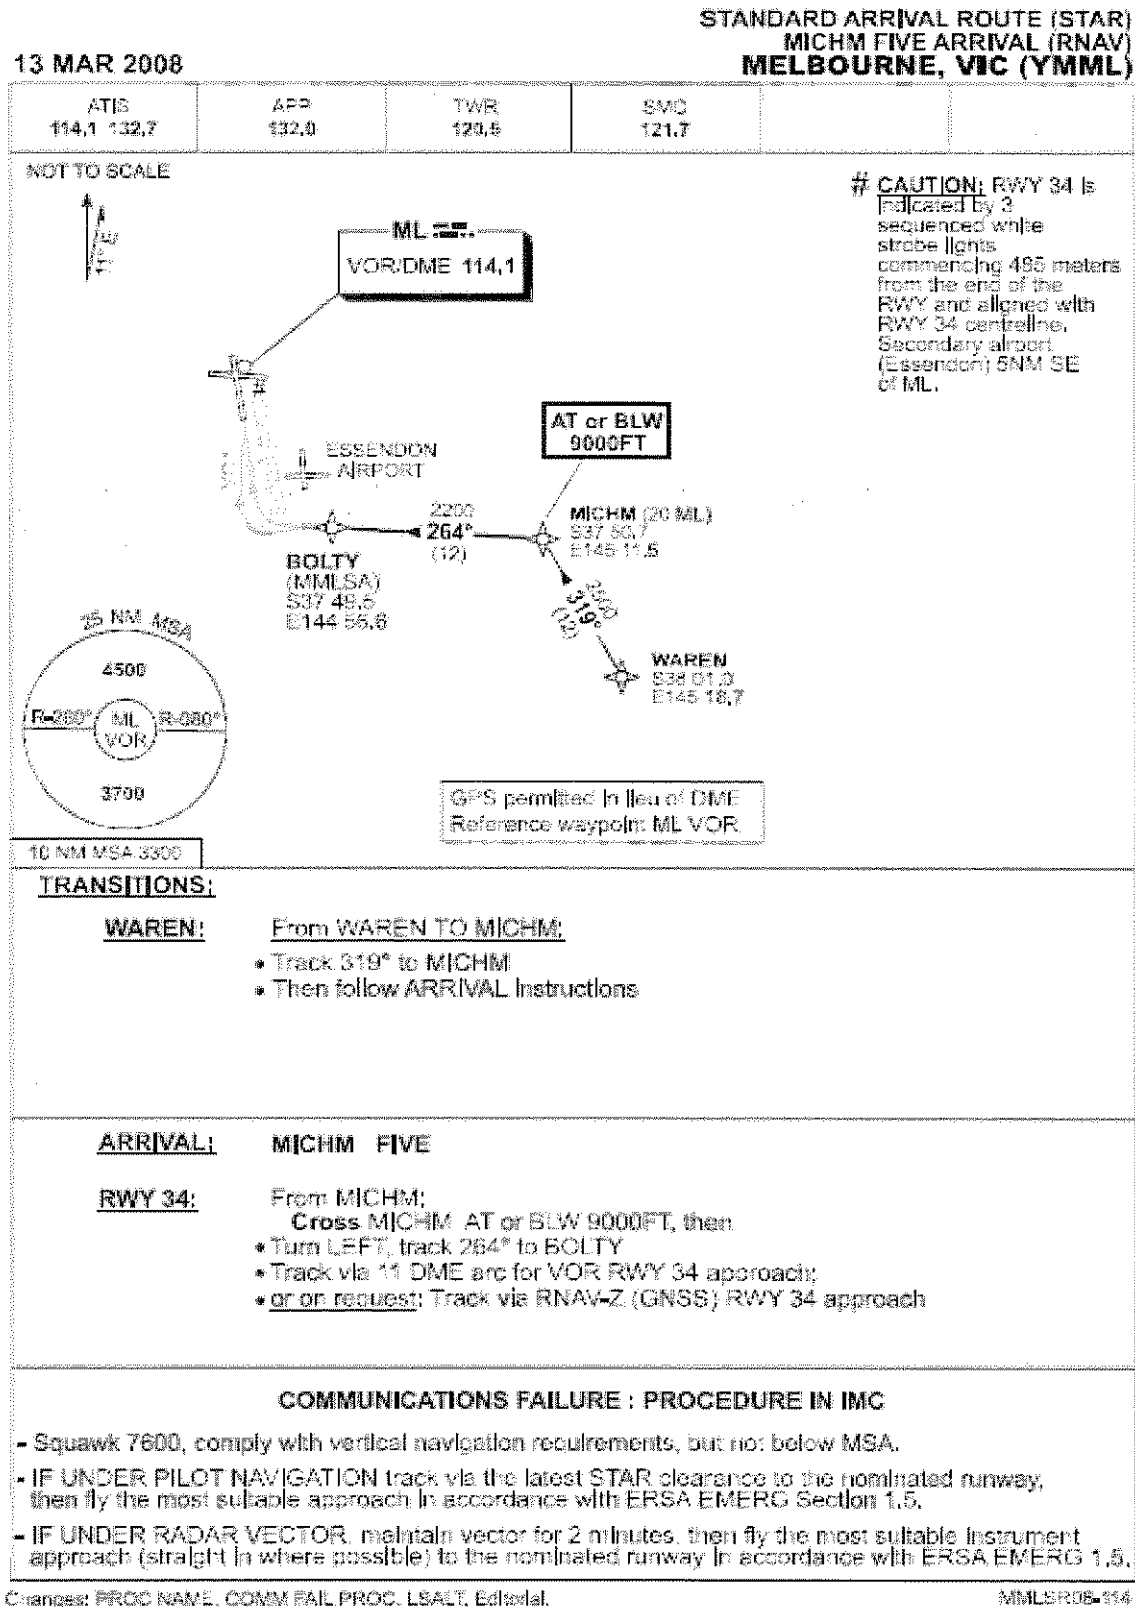 STANDARD ARRIVAL ROUTE (STAR)
MICHM FIVE ARRIVAL (RNAV)
13 MAR 2008
MELBOURNE, VIC (YMML)
ATIS
114.1 132.7
APP
132.0
TWR
120.5
SMC
121.7
NOT TO SCALE
# CAUTION: RWY 34 is
indicated by 3
sequenced white
strobe lights
commencing 485 meters
from the end of the
RWY and aligned with
RWY 34 centreline.
Secondary airport
(Essendon) 5NM SE
of ML.
11° E
ML
VOR/DME 114.1
#
AT or BLW
9000FT
ESSENDON
AIRPORT
2200
264°
(12)
MICHM (20 ML)
S37 50.7
E145 11.5
BOLTY
(MMLSA)
S37 49.5
E144 56.6
319°
(12)
WAREN
S38 01.0
E145 18.7
25 NM MSA
4500
R-260°
ML
VOR
R-080°
3700
10 NM MSA 3300
GPS permitted in lieu of DME
Reference waypoint ML VOR
TRANSITIONS:
WAREN:
From WAREN TO MICHM:
• Track 319° to MICHM
• Then follow ARRIVAL Instructions
ARRIVAL:
MICHM FIVE
RWY 34:
From MICHM:
Cross MICHM AT or BLW 9000FT, then
• Turn LEFT, track 264° to BOLTY
• Track via 11 DME arc for VOR RWY 34 approach;
• or on request: Track via RNAV-Z (GNSS) RWY 34 approach
COMMUNICATIONS FAILURE : PROCEDURE IN IMC
- Squawk 7600, comply with vertical navigation requirements, but not below MSA.
- IF UNDER PILOT NAVIGATION track via the latest STAR clearance to the nominated runway,
then fly the most suitable approach in accordance with ERSA EMERG Section 1.5.
- IF UNDER RADAR VECTOR, maintain vector for 2 minutes, then fly the most suitable instrument
approach (straight in where possible) to the nominated runway in accordance with ERSA EMERG 1.5.
Changes: PROC NAME, COMM FAIL PROC, LSALT, Editorial.
MMLSR08-114